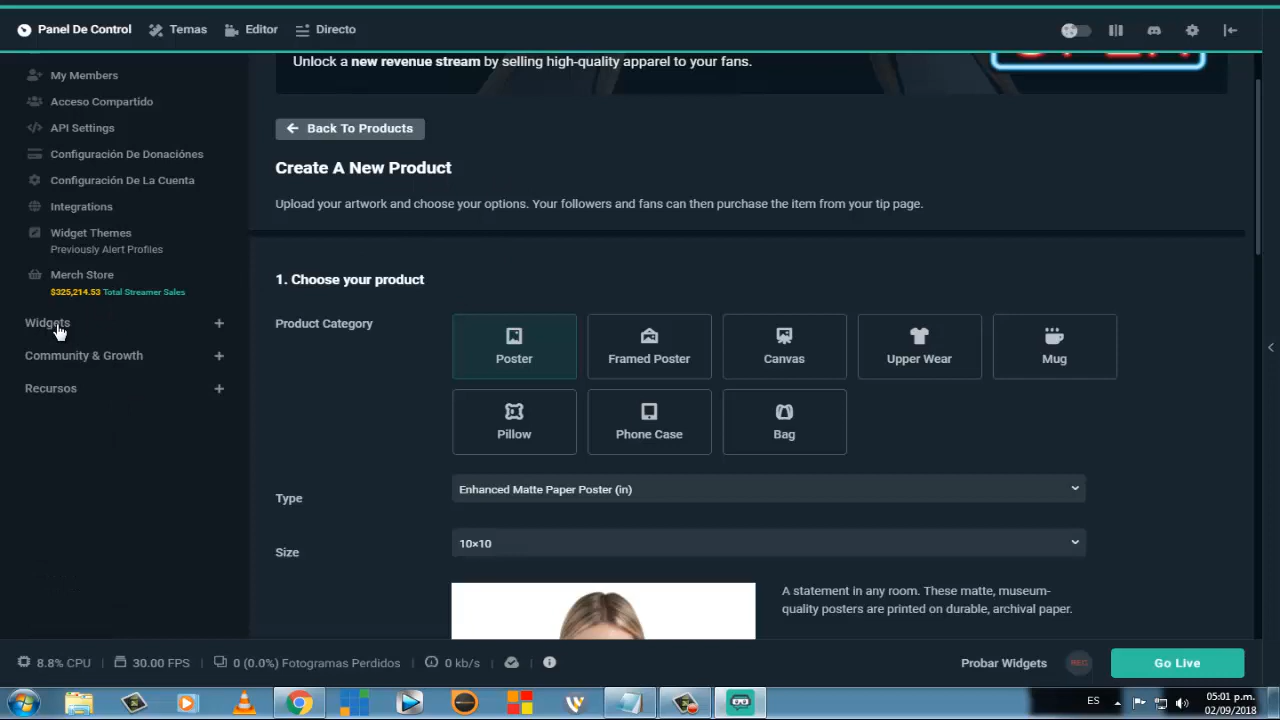 Panel De Control
Temas
Editor
Directo
My Members
Acceso Compartido
API Settings
Configuración De Donaciónes
Configuración De La Cuenta
Integrations
Widget Themes
Previously Alert Profiles
Merch Store
$325,214.53 Total Streamer Sales
Widgets
Community & Growth
Recursos
Unlock a new revenue stream by selling high-quality apparel to your fans.
Back To Products
Create A New Product
Upload your artwork and choose your options. Your followers and fans can then purchase the item from your tip page.
1. Choose your product
Product Category
Poster
Framed Poster
Canvas
Upper Wear
Mug
Pillow
Phone Case
Bag
Type
Enhanced Matte Paper Poster (in)
Size
10×10
A statement in any room. These matte, museum-
quality posters are printed on durable, archival paper.
8.8% CPU
30.00 FPS
0 (0.0%) Fotogramas Perdidos
0 kb/s
Probar Widgets
REC
Go Live
ES
05:01 p.m.
02/09/2018